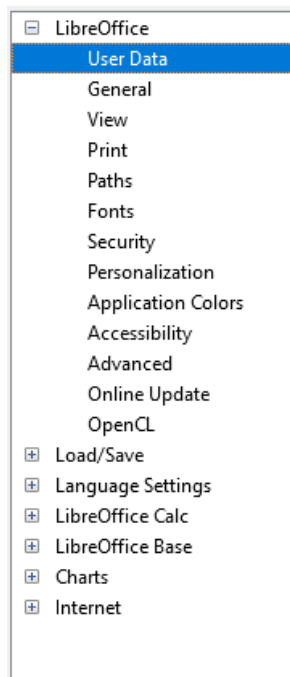 LibreOffice
User Data
General
View
Print
Paths
Fonts
Security
Personalization
Application Colors
Accessibility
Advanced
Online Update
OpenCL
Load/Save
Language Settings
LibreOffice Calc
LibreOffice Base
Charts
Internet